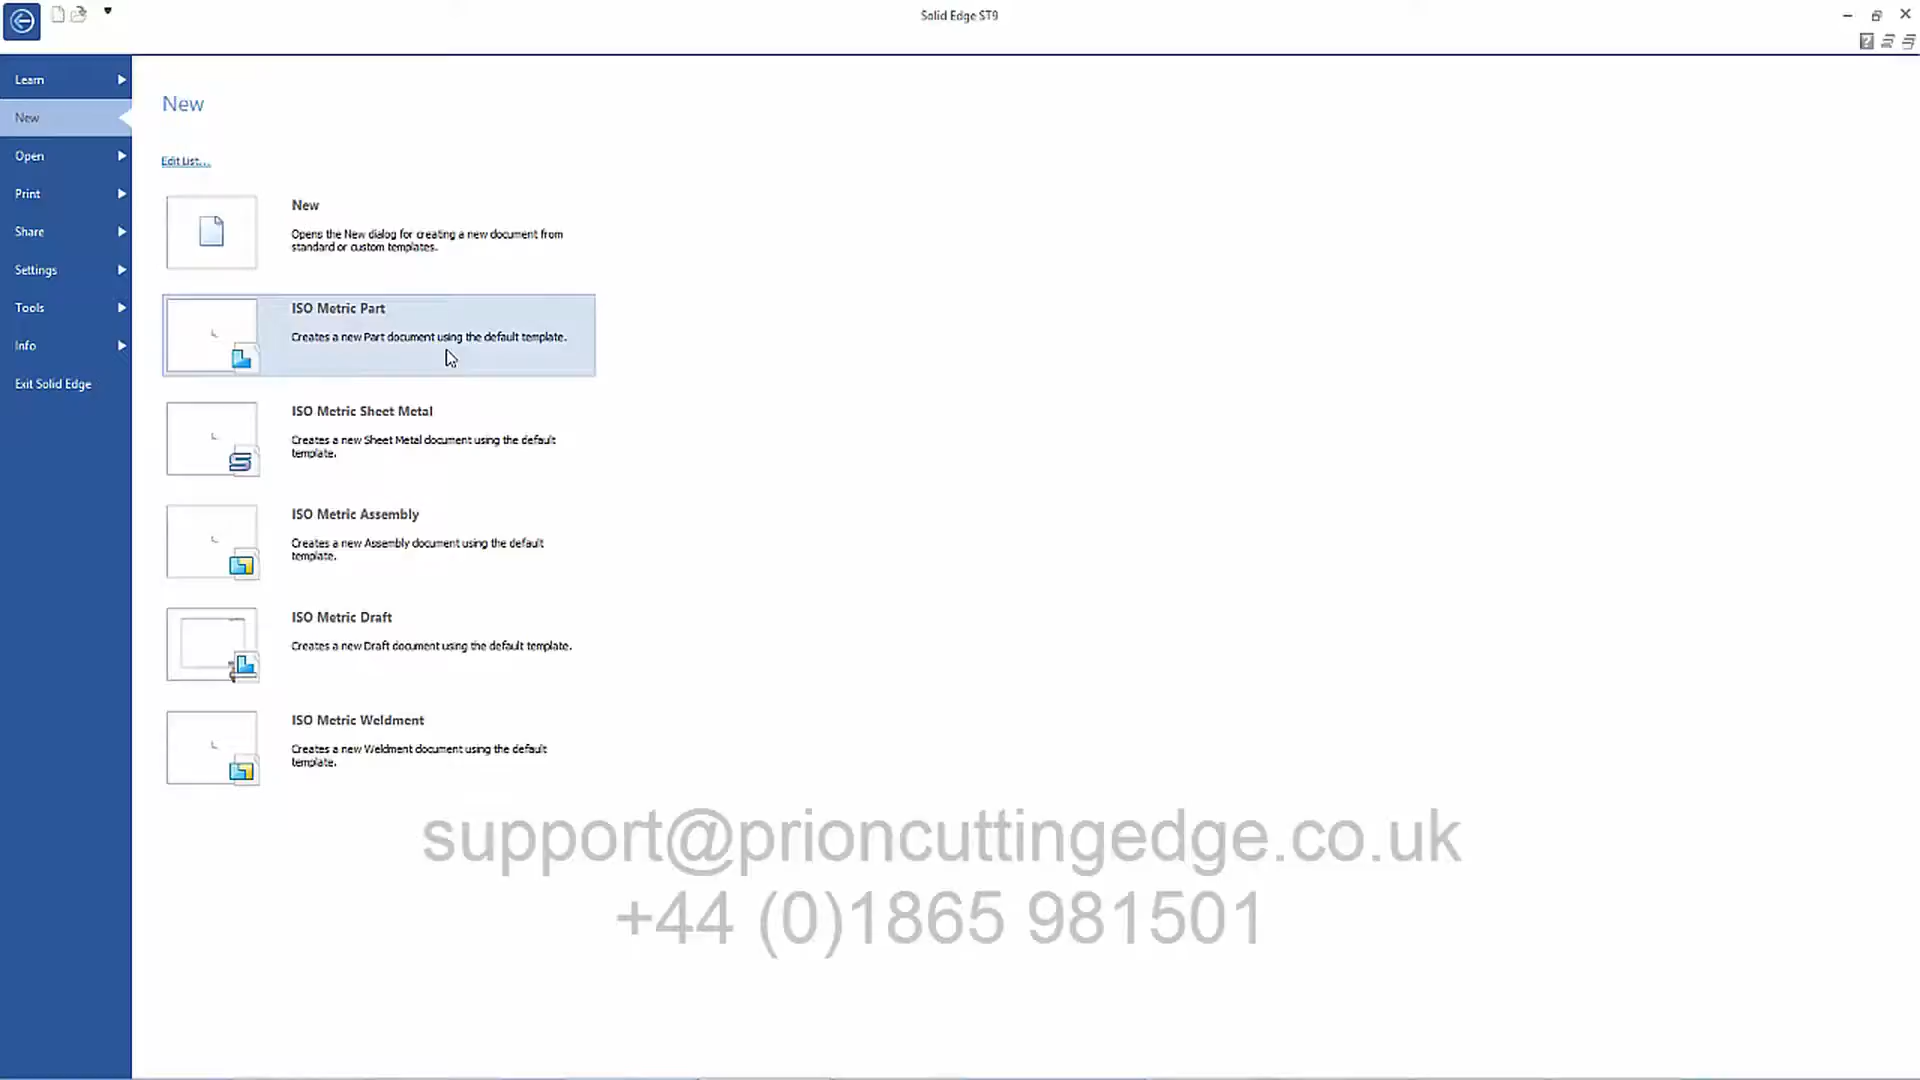 Solid Edge ST9
Learn
New
Open
Print
Share
Settings
Tools
Info
Exit Solid Edge
New
Edit List...
New
Opens the New dialog for creating a new document from
standard or custom templates.
ISO Metric Part
Creates a new Part document using the default template.
ISO Metric Sheet Metal
Creates a new Sheet Metal document using the default
template.
ISO Metric Assembly
Creates a new Assembly document using the default
template.
ISO Metric Draft
Creates a new Draft document using the default template.
ISO Metric Weldment
Creates a new Weldment document using the default
template.
support@prioncuttingedge.co.uk
+44 (0)1865 981501